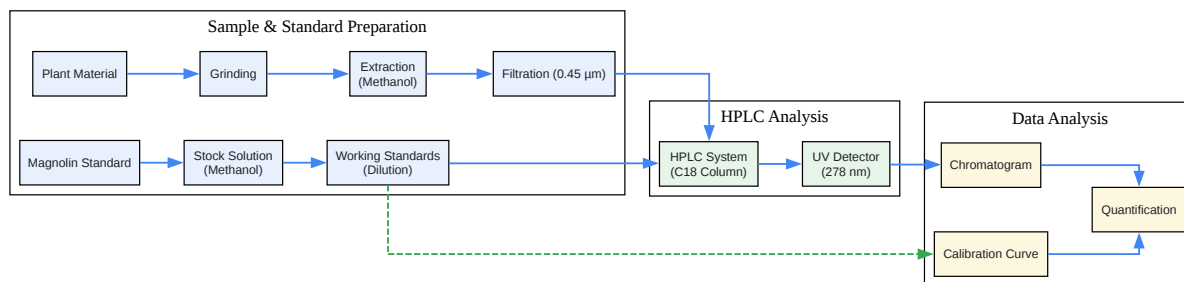 Sample & Standard Preparation
Plant Material
Grinding
Extraction
(Methanol)
Filtration (0.45 µm)
Magnolin Standard
Stock Solution
(Methanol)
Working Standards
(Dilution)
HPLC Analysis
HPLC System
(C18 Column)
UV Detector
(278 nm)
Data Analysis
Chromatogram
Quantification
Calibration Curve